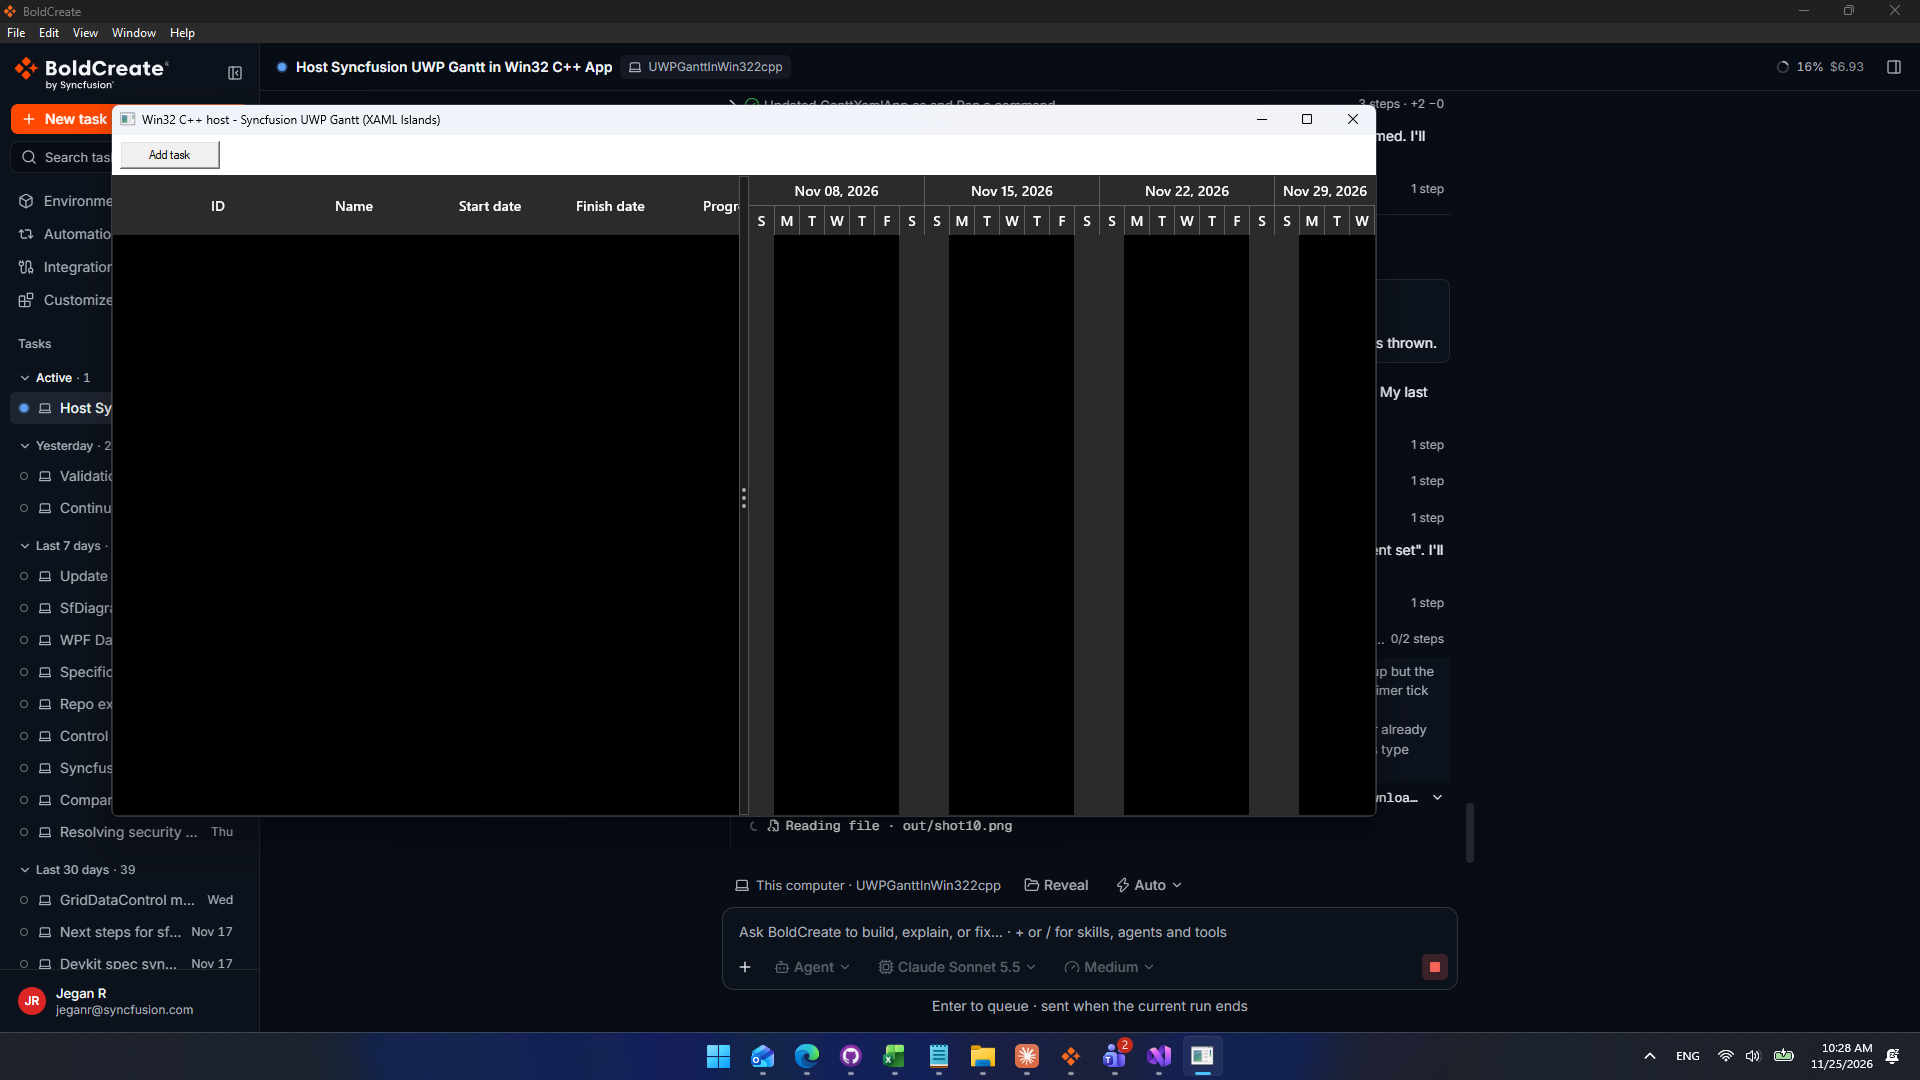 BoldCreate
File Edit View Window Help
BoldCreate
by Syncfusion
Host Syncfusion UWP Gantt in Win32 C++ App
UWPGanttInWin322cpp
16% $6.93
New task
Search
Environme
Automatio
Integration
Customize
Tasks
Active · 1
Host Sy
Yesterday · 2
Validatio
Continu
Last 7 days ·
Update
SfDiagra
WPF Da
Specific
Repo ex
Control
Syncfus
Compar
Resolving security ... Thu
Last 30 days · 39
GridDataControl m... Wed
Next steps for sf... Nov 17
Devkit spec syn... Nov 17
JR
Jegan R
jeganr@syncfusion.com
Win32 C++ host - Syncfusion UWP Gantt (XAML Islands)
Add task
ID Name Start date Finish date Progr
Nov 08, 2026 Nov 15, 2026 Nov 22, 2026 Nov 29, 2026
S M T W T F S S M T W T F S S M T W T F S S M T W
3 steps · +2 −0
med. I'll
1 step
s thrown.
My last
1 step
1 step
1 step
ent set". I'll
1 step
... 0/2 steps
up but the
imer tick
already
type
wnloa...
Reading file · out/shot10.png
This computer · UWPGanttInWin322cpp
Reveal
Auto
Ask BoldCreate to build, explain, or fix... · + or / for skills, agents and tools
Agent
Claude Sonnet 5.5
Medium
Enter to queue · sent when the current run ends
2
ENG
10:28 AM
11/25/2026